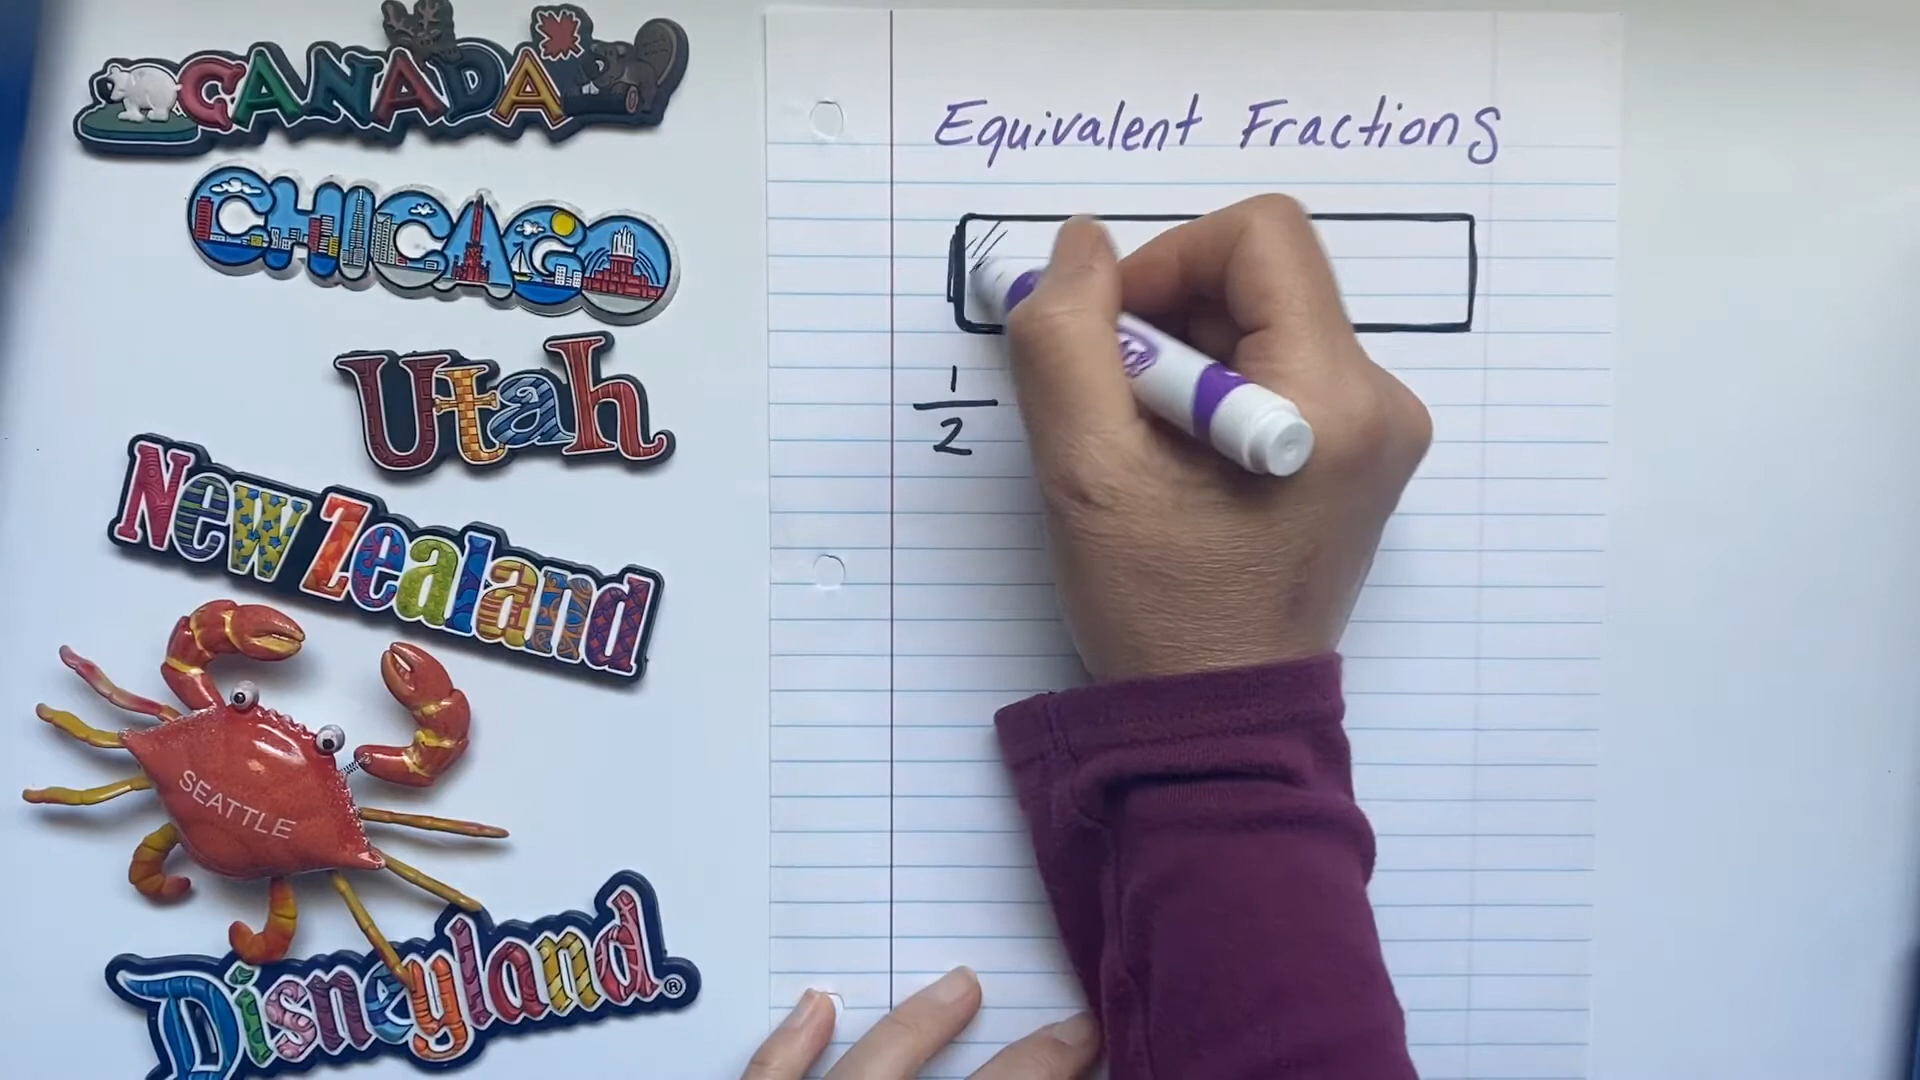 CANADA
CHICAGO
Utah
New Zealand
SEATTLE
Disneyland®
Equivalent Fractions
1
2